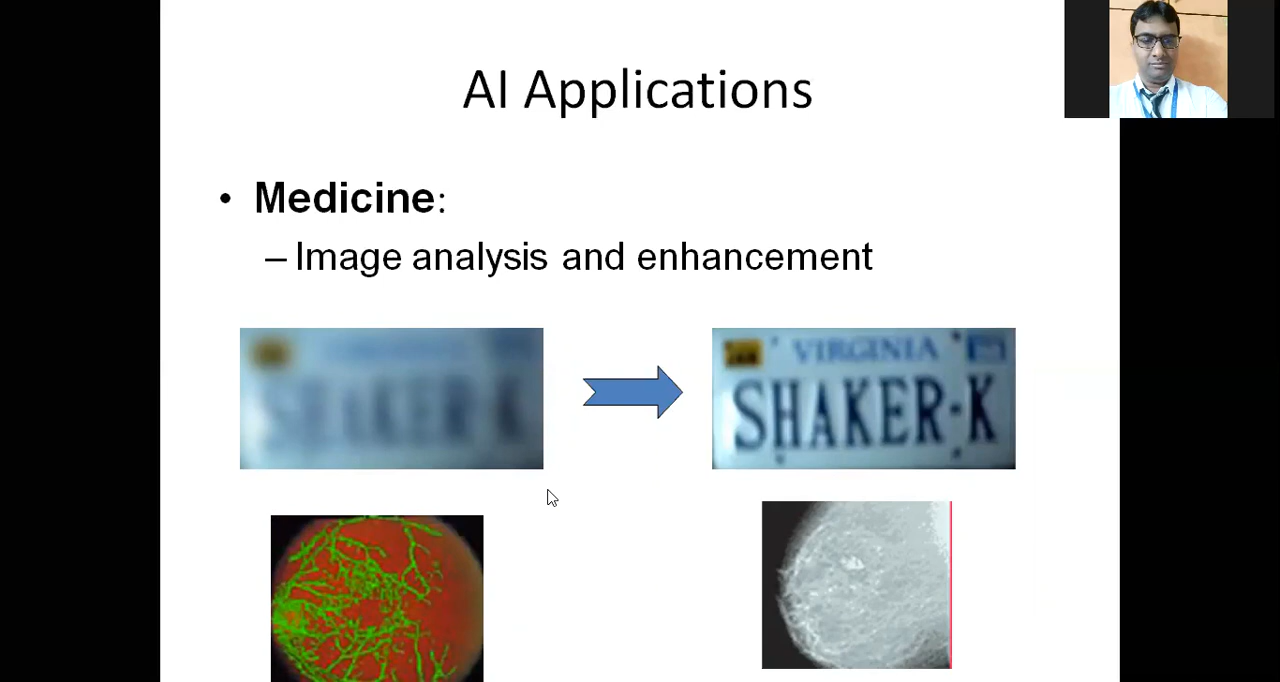 AI Applications
• Medicine:
– Image analysis and enhancement
SHAKER-K
VIRGINIA
SHAKER-K